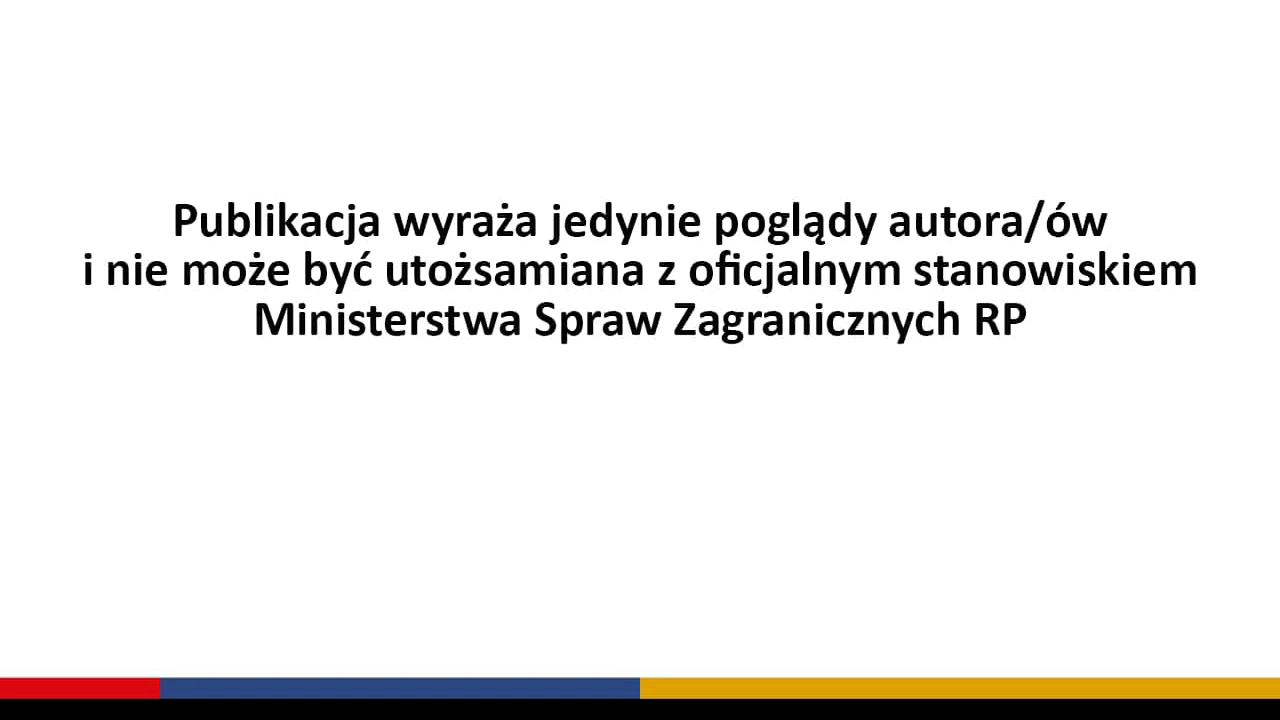 Publikacja wyraża jedynie poglądy autora/ów
i nie może być utożsamiana z oficjalnym stanowiskiem
Ministerstwa Spraw Zagranicznych RP